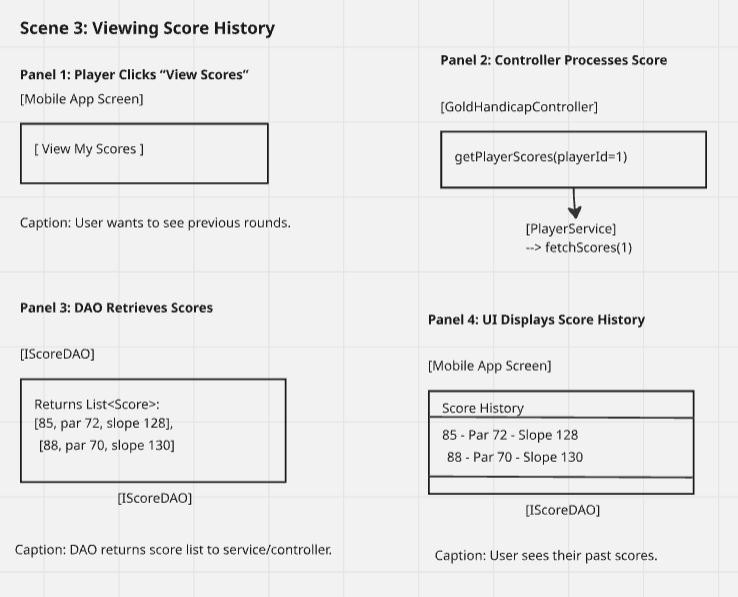 Scene 3: Viewing Score History
Panel 1: Player Clicks “View Scores”
[Mobile App Screen]
[ View My Scores ]
Caption: User wants to see previous rounds.
Panel 2: Controller Processes Score
[GoldHandicapController]
getPlayerScores(playerId=1)
[PlayerService]
--> fetchScores(1)
Panel 3: DAO Retrieves Scores
[IScoreDAO]
Returns List<Score>:
[85, par 72, slope 128],
[88, par 70, slope 130]
[IScoreDAO]
Caption: DAO returns score list to service/controller.
Panel 4: UI Displays Score History
[Mobile App Screen]
Score History
85 - Par 72 - Slope 128
88 - Par 70 - Slope 130
[IScoreDAO]
Caption: User sees their past scores.